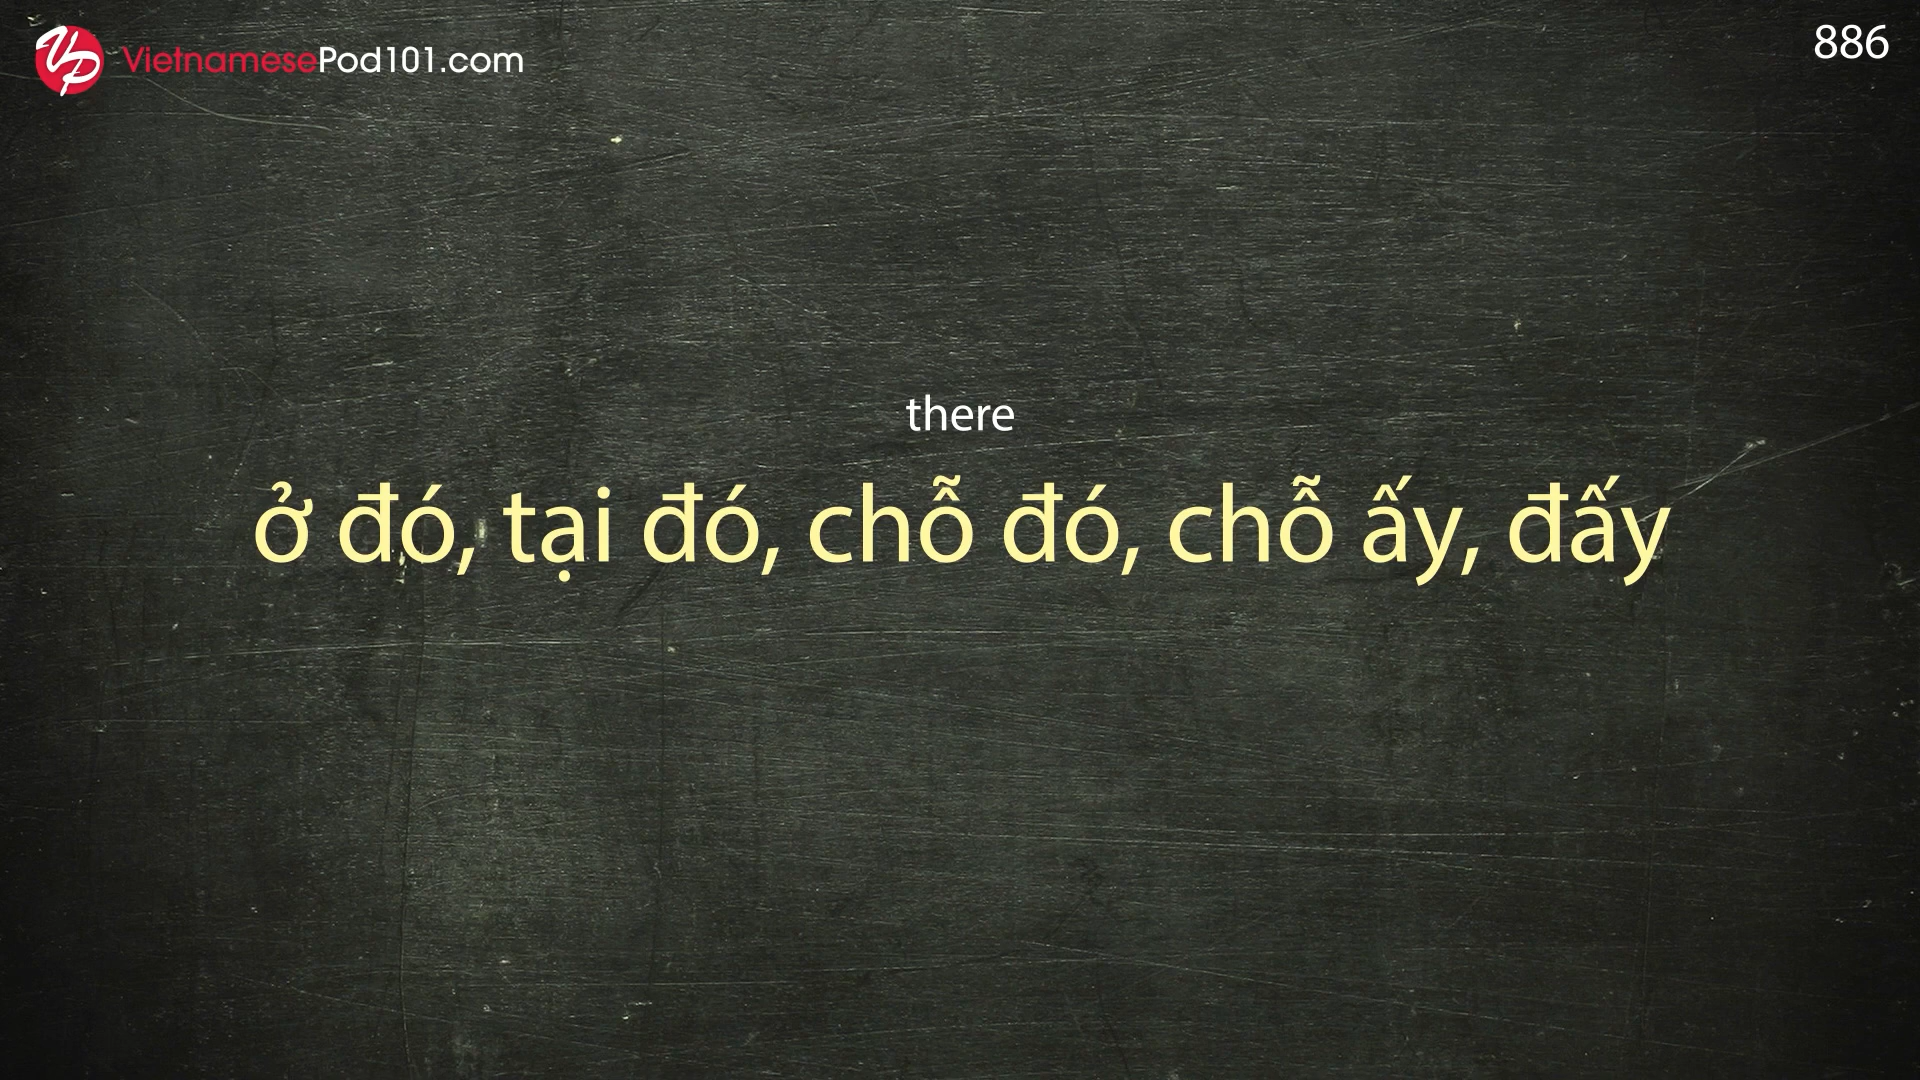 VietnamesePod101.com
886
there
ở đó, tại đó, chỗ đó, chỗ ấy, đấy